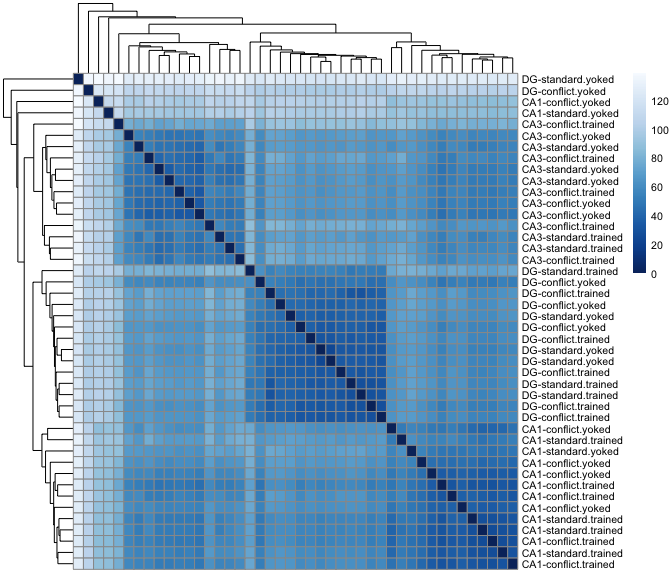 DG-standard.yoked
DG-conflict.yoked
CA1-conflict.yoked
CA1-standard.yoked
CA3-conflict.trained
CA3-conflict.yoked
CA3-standard.yoked
CA3-conflict.trained
CA3-standard.yoked
CA3-standard.yoked
CA3-conflict.trained
CA3-conflict.yoked
CA3-conflict.yoked
CA3-conflict.trained
CA3-standard.trained
CA3-standard.trained
CA3-conflict.trained
DG-standard.trained
DG-conflict.yoked
DG-conflict.trained
DG-conflict.yoked
DG-standard.yoked
DG-conflict.yoked
DG-conflict.trained
DG-standard.yoked
DG-standard.yoked
DG-conflict.trained
DG-standard.trained
DG-standard.trained
DG-conflict.trained
DG-conflict.trained
CA1-conflict.yoked
CA1-standard.trained
CA1-standard.yoked
CA1-conflict.yoked
CA1-conflict.yoked
CA1-conflict.trained
CA1-conflict.trained
CA1-conflict.yoked
CA1-standard.trained
CA1-standard.trained
CA1-conflict.trained
CA1-standard.trained
CA1-conflict.trained
120
100
80
60
40
20
0